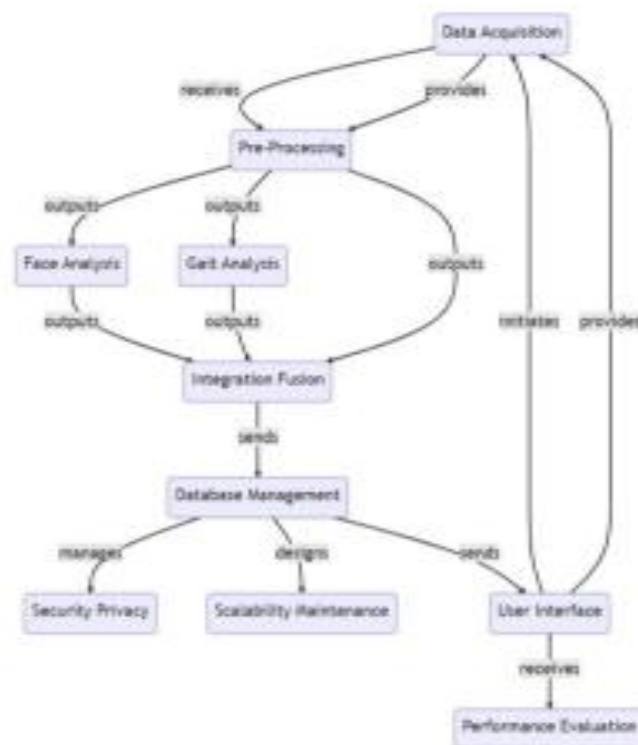 Data Acquisition
receives
provides
Pre-Processing
outputs
outputs
Face Analysis
Gait Analysis
outputs
outputs
outputs
initiates
provides
Integration Fusion
sends
Database Management
manages
designs
sends
Security Privacy
Scalability Maintenance
User Interface
receives
Performance Evaluation